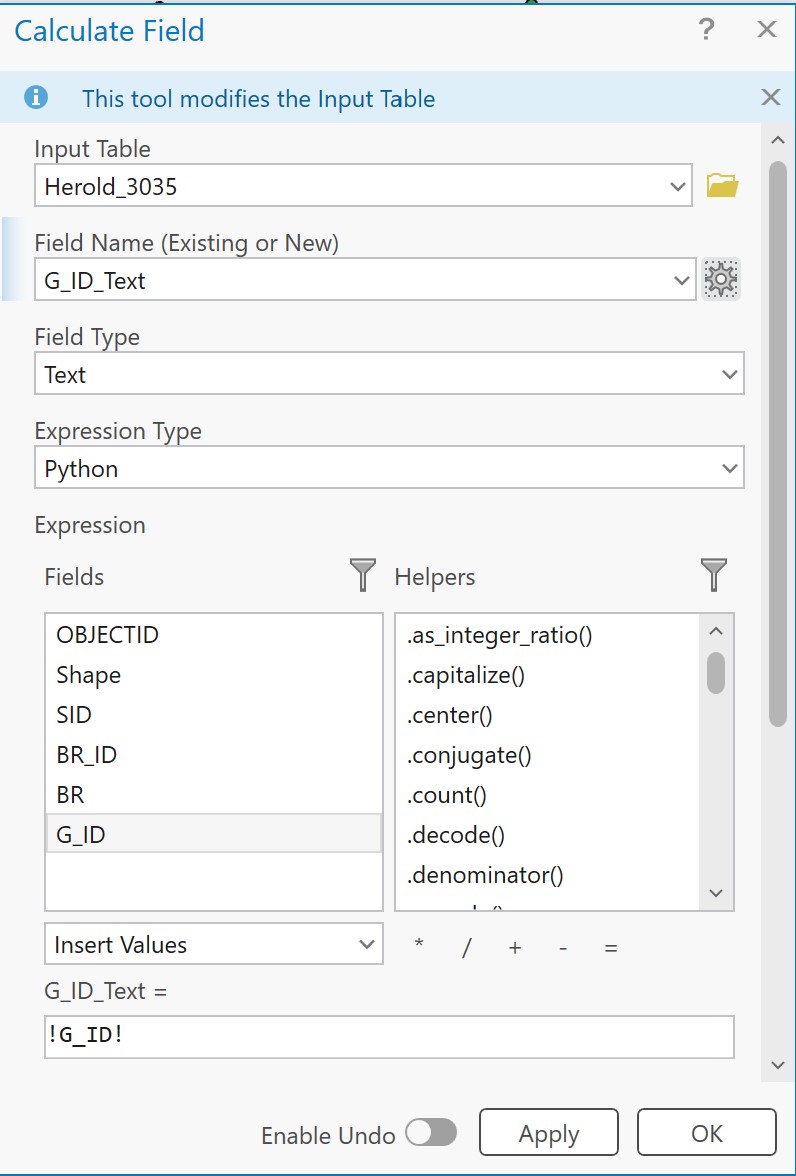 Calculate Field
?
This tool modifies the Input Table
Input Table
Herold_3035
Field Name (Existing or New)
G_ID_Text
Field Type
Text
Expression Type
Python
Expression
Fields
Helpers
OBJECTID
Shape
SID
BR_ID
BR
G_ID
.as_integer_ratio()
.capitalize()
.center()
.conjugate()
.count()
.decode()
.denominator()
Insert Values
* / + - =
G_ID_Text =
!G_ID!
Enable Undo
Apply
OK